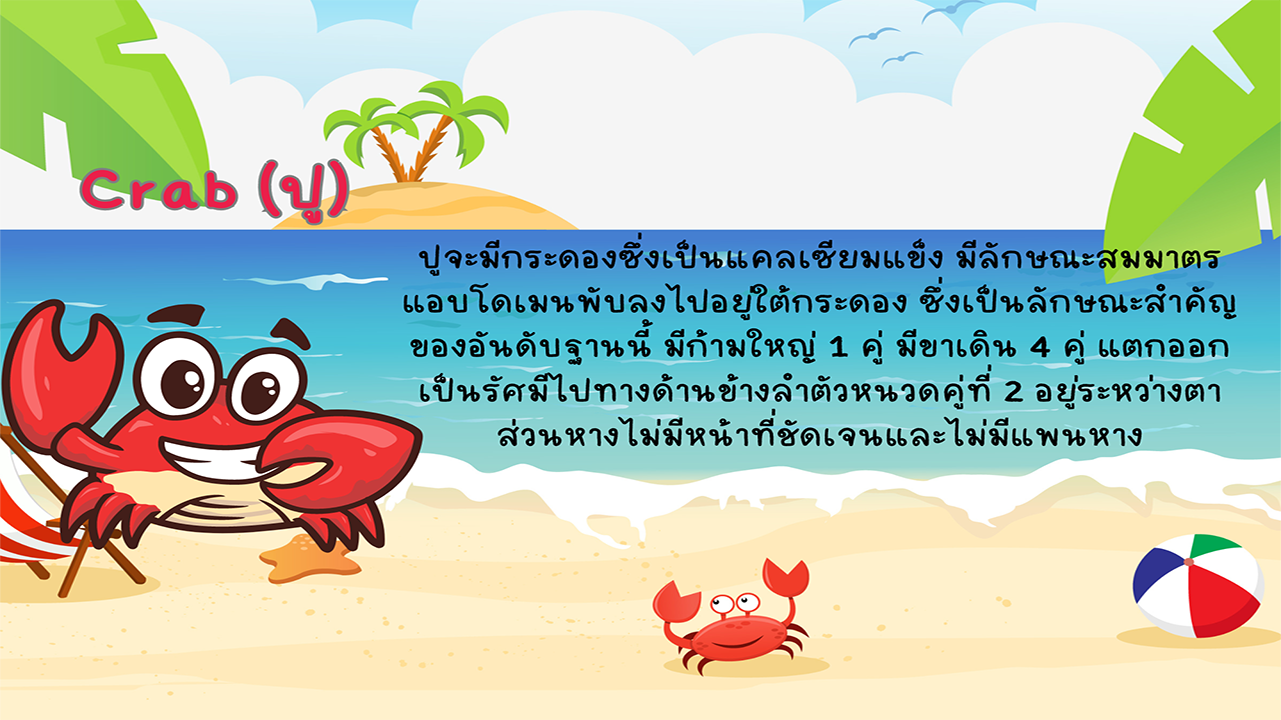 Crab (ปู)
ปูจะมีกระดองซึ่งเป็นแคลเซียมแข็ง มีลักษณะสมมาตร
แอบโดเมนพับลงไปอยู่ใต้กระดอง ซึ่งเป็นลักษณะสำคัญ
ของอันดับฐานนี้ มีก้ามใหญ่ 1 คู่ มีขาเดิน 4 คู่ แตกออก
เป็นรัศมีไปทางด้านข้างลำตัวหนวดคู่ที่ 2 อยู่ระหว่างตา
ส่วนหางไม่มีหน้าที่ชัดเจนและไม่มีแพนหาง